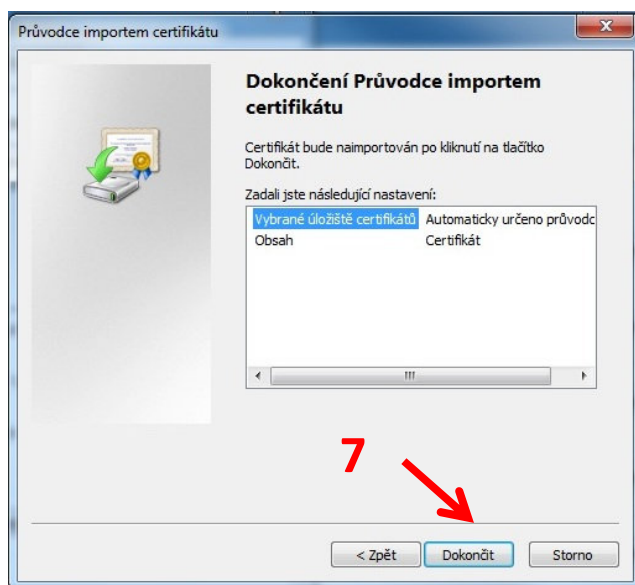 Průvodce importem certifikátu
Dokončení Průvodce importem
certifikátu
Certifikát bude naimportován po kliknutí na tlačítko
Dokončit.
Zadali jste následující nastavení:
Vybrané úložiště certifikátů Automaticky určeno průvodc
Obsah Certifikát
7
< Zpět Dokončit Storno